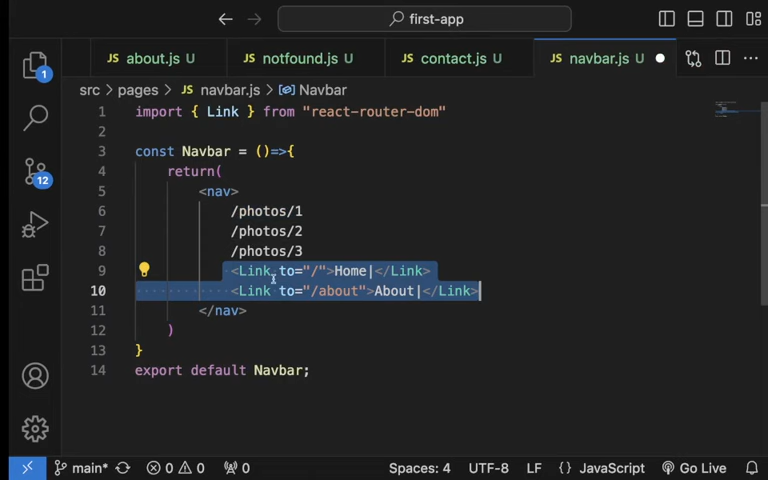 first-app
JS about.js U
JS notfound.js U
JS contact.js U
JS navbar.js U
src > pages > JS navbar.js > Navbar
1 import { Link } from "react-router-dom"
2
3 const Navbar = ()=>{
4 return(
5 <nav>
6 /photos/1
7 /photos/2
8 /photos/3
9 <Link to="/">Home|</Link>
10 <Link to="/about">About|</Link>
11 </nav>
12 )
13 }
14 export default Navbar;
1
12
main* 0 0 0 Spaces: 4 UTF-8 LF {} JavaScript Go Live